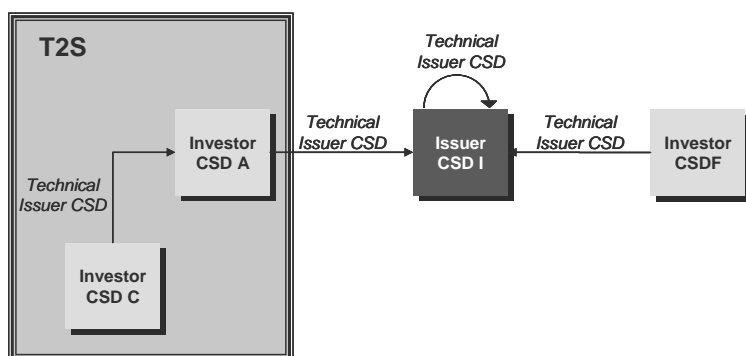 T2S
Technical
Issuer CSD
Investor
CSD A
Technical
Issuer CSD
Issuer
CSD I
Technical
Issuer CSD
Investor
CSDF
Technical
Issuer CSD
Investor
CSD C